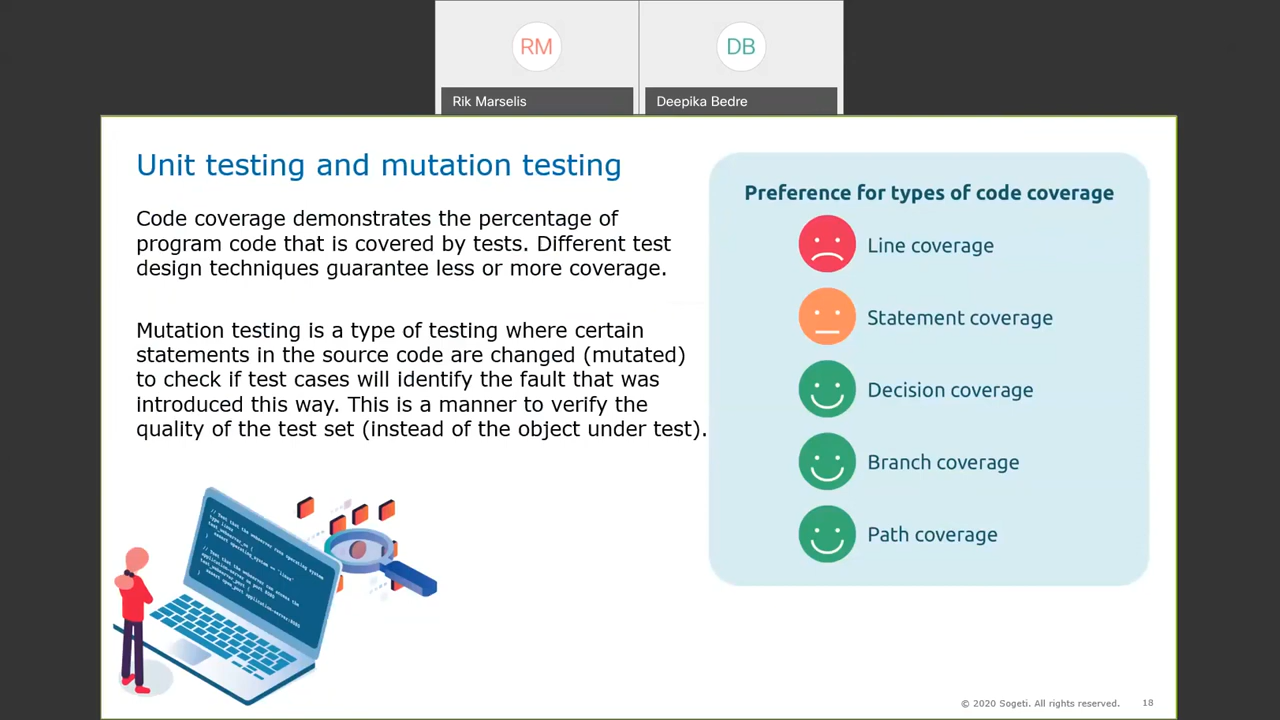 RM
DB
Rik Marselis
Deepika Bedre
Unit testing and mutation testing
Code coverage demonstrates the percentage of
program code that is covered by tests. Different test
design techniques guarantee less or more coverage.
Mutation testing is a type of testing where certain
statements in the source code are changed (mutated)
to check if test cases will identify the fault that was
introduced this way. This is a manner to verify the
quality of the test set (instead of the object under test).
Preference for types of code coverage
Line coverage
Statement coverage
Decision coverage
Branch coverage
Path coverage
© 2020 Sogeti. All rights reserved.
18